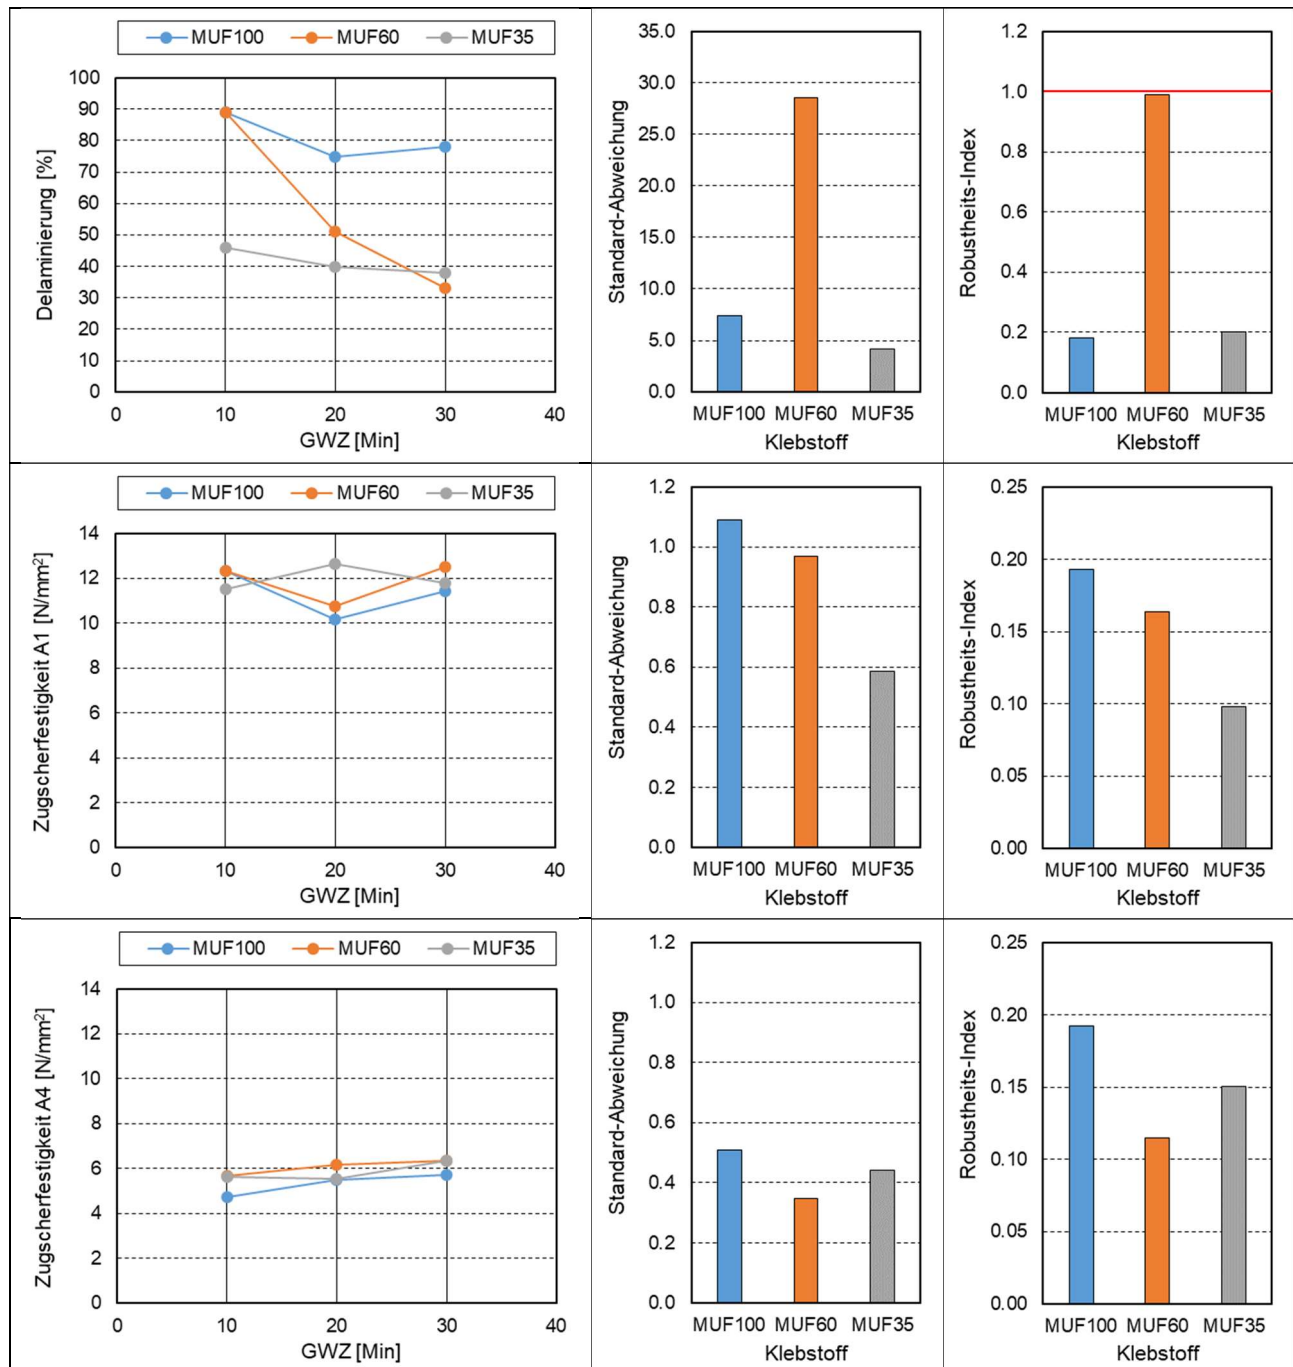 MUF100 MUF60 MUF35
Delaminierung [%]
100
90
80
70
60
50
40
30
20
10
0
0 10 20 30 40
GWZ [Min]
Standard-Abweichung
35.0
30.0
25.0
20.0
15.0
10.0
5.0
0.0
MUF100 MUF60 MUF35
Klebstoff
Robustheits-Index
1.2
1.0
0.8
0.6
0.4
0.2
0.0
MUF100 MUF60 MUF35
Klebstoff
MUF100 MUF60 MUF35
Zugscherfestigkeit A1 [N/mm²]
14
12
10
8
6
4
2
0
0 10 20 30 40
GWZ [Min]
Standard-Abweichung
1.2
1.0
0.8
0.6
0.4
0.2
0.0
MUF100 MUF60 MUF35
Klebstoff
Robustheits-Index
0.25
0.20
0.15
0.10
0.05
0.00
MUF100 MUF60 MUF35
Klebstoff
MUF100 MUF60 MUF35
Zugscherfestigkeit A4 [N/mm²]
14
12
10
8
6
4
2
0
0 10 20 30 40
GWZ [Min]
Standard-Abweichung
1.2
1.0
0.8
0.6
0.4
0.2
0.0
MUF100 MUF60 MUF35
Klebstoff
Robustheits-Index
0.25
0.20
0.15
0.10
0.05
0.00
MUF100 MUF60 MUF35
Klebstoff